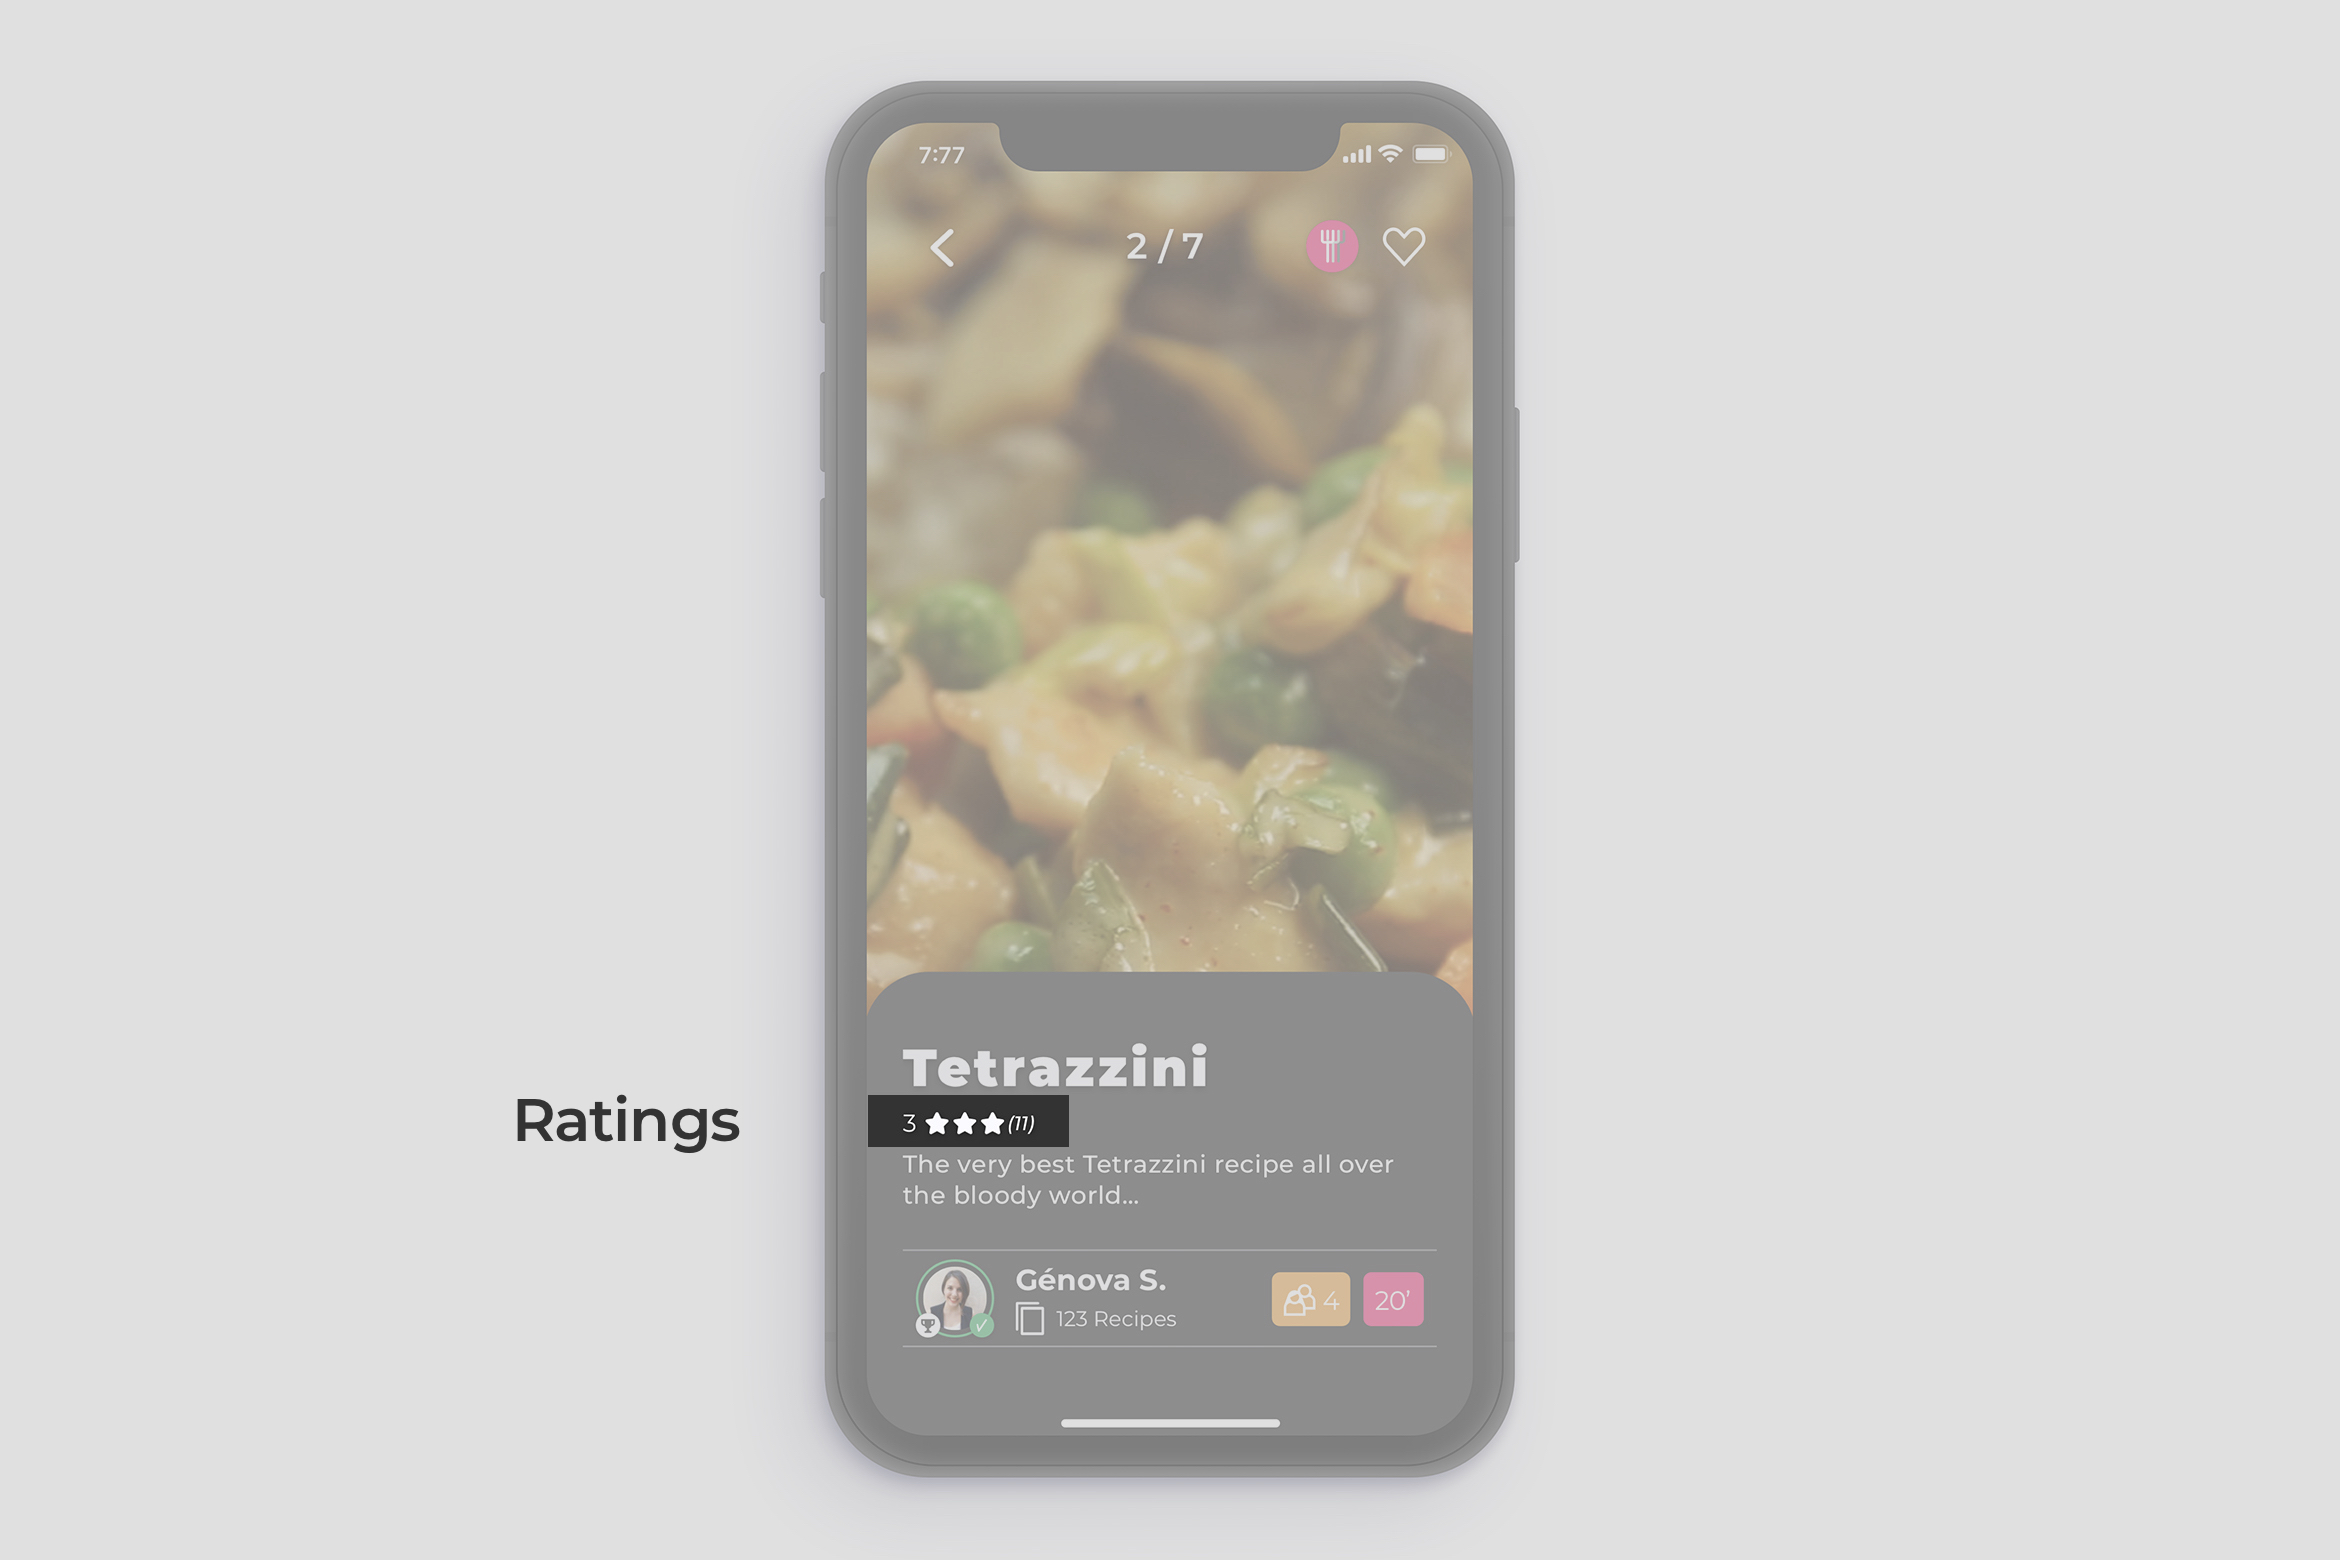 7:77
2 / 7
Tetrazzini
Ratings
3 (11)
The very best Tetrazzini recipe all over
the bloody world...
Génova S.
123 Recipes
4
20’